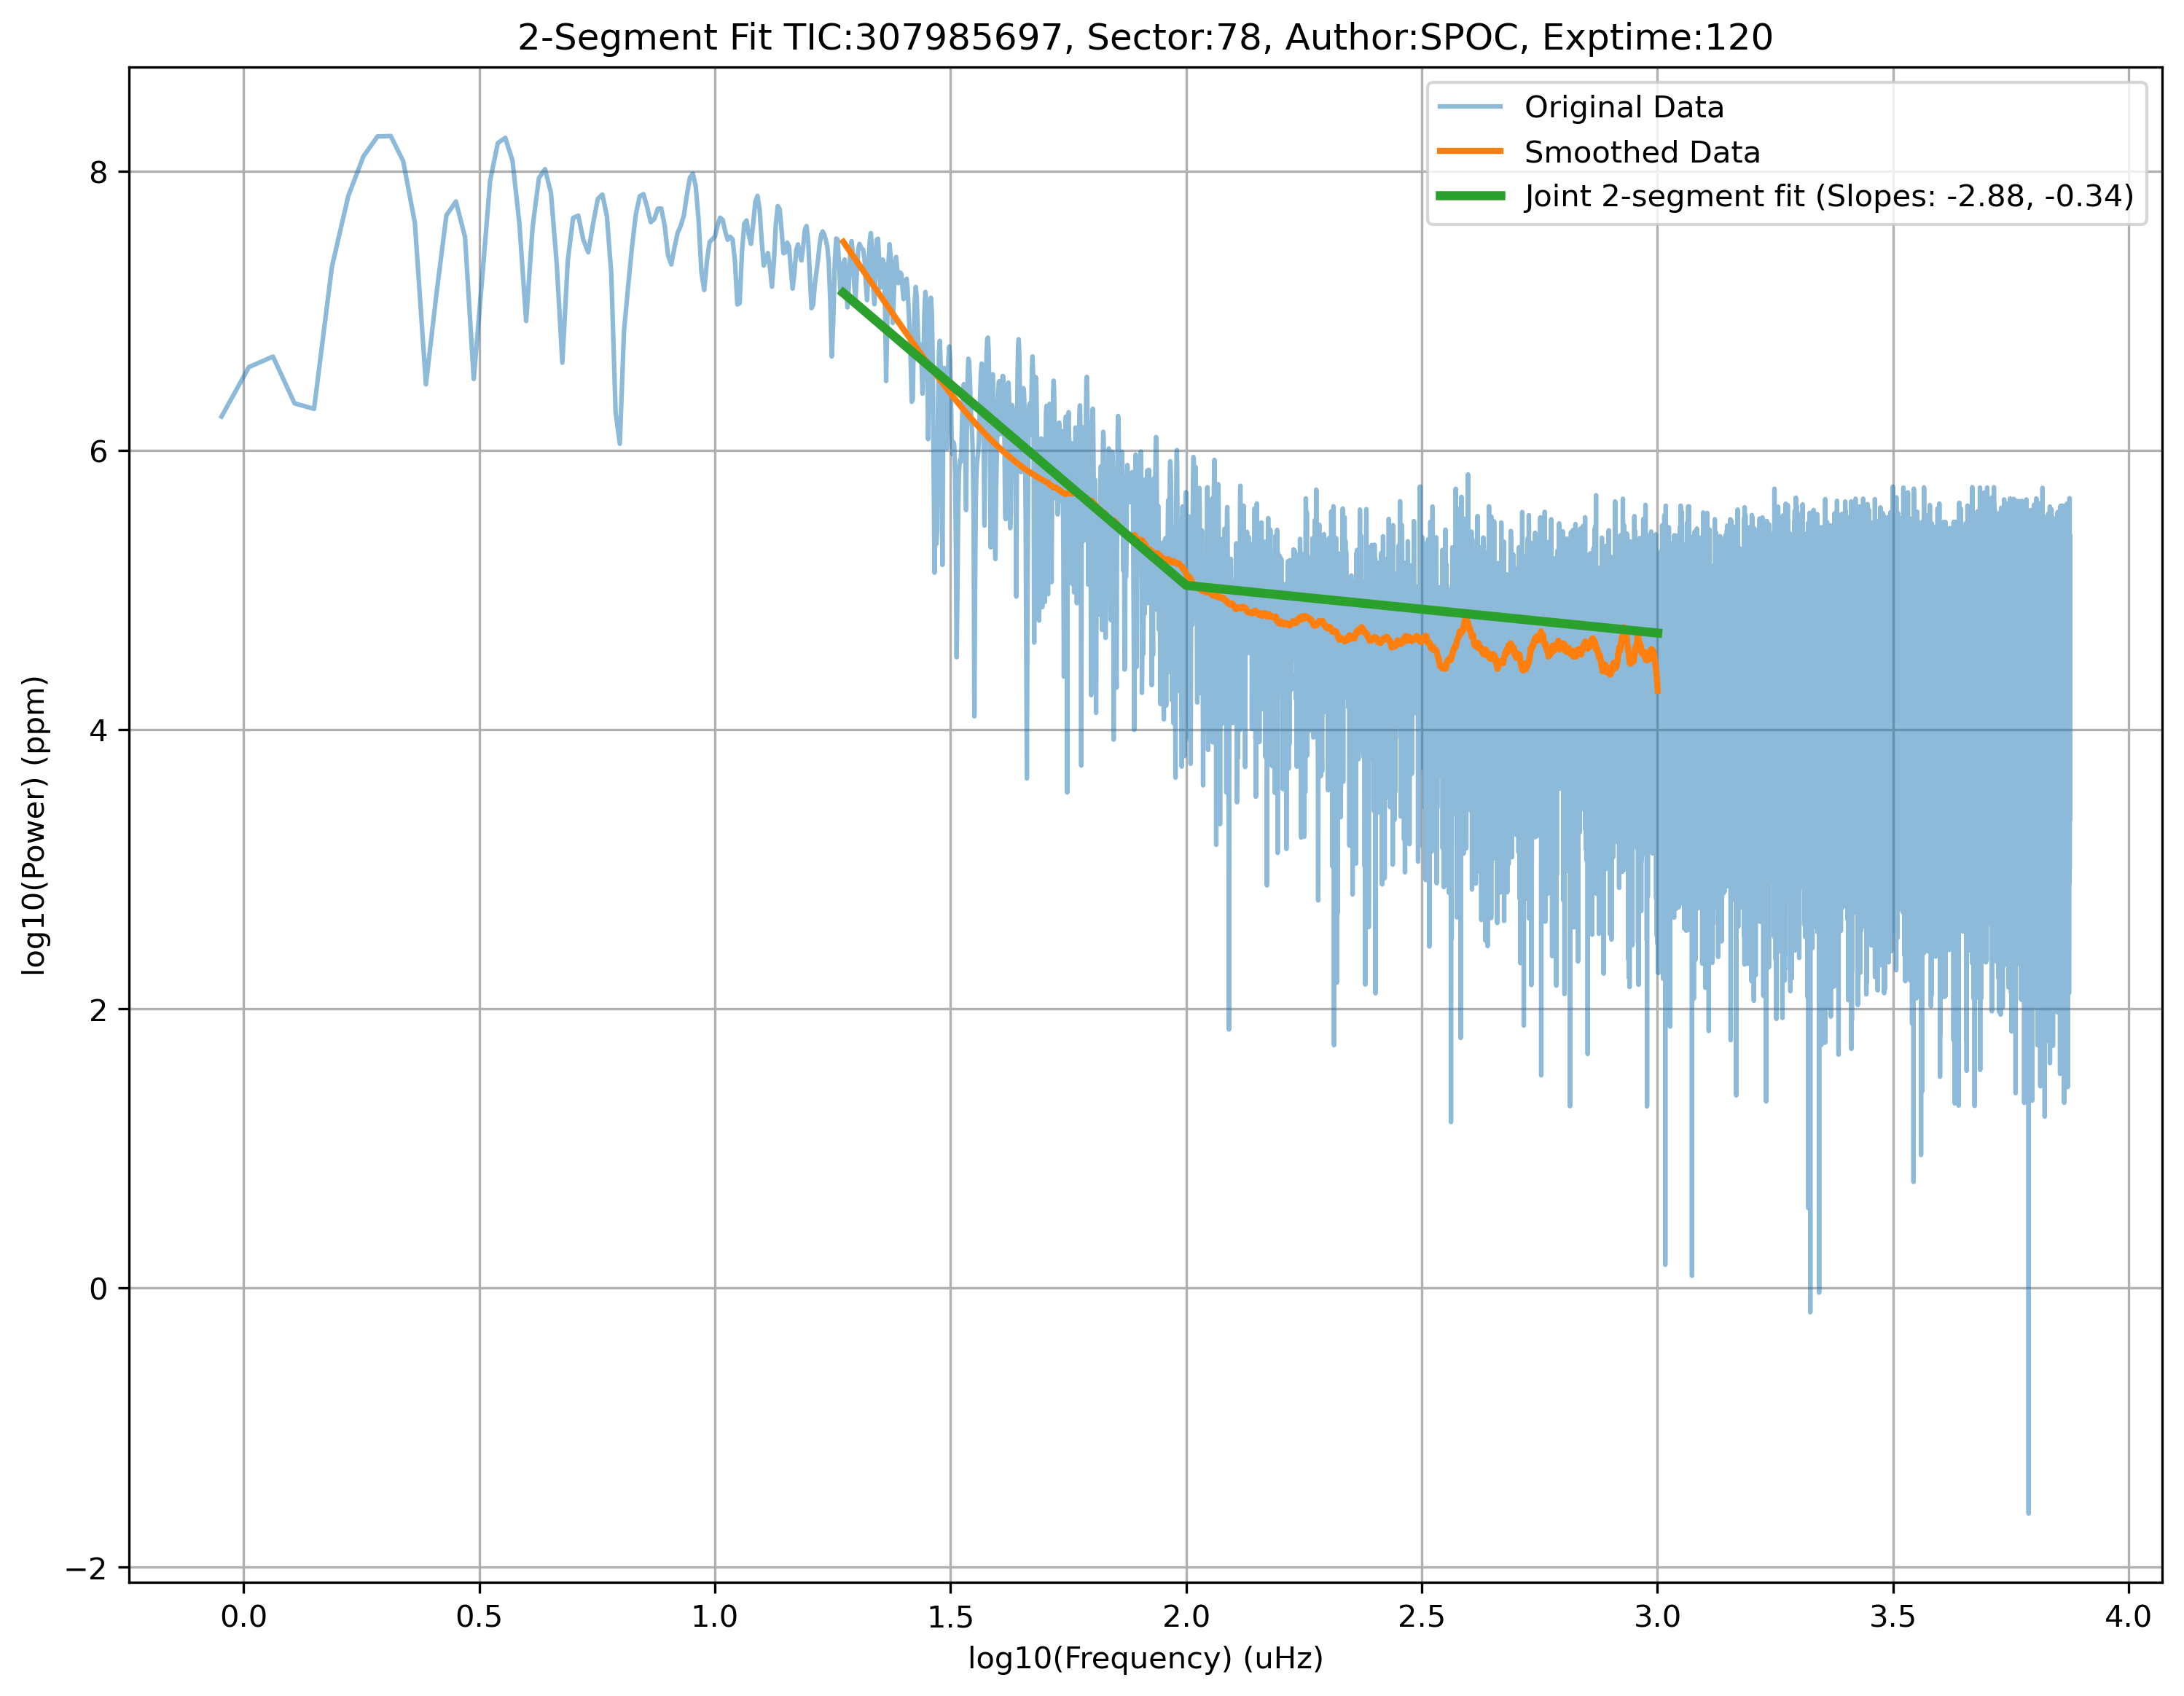 2-Segment Fit TIC:307985697, Sector:78, Author:SPOC, Exptime:120
Original Data
Smoothed Data
Joint 2-segment fit (Slopes: -2.88, -0.34)
log10(Power) (ppm)
8
6
4
2
0
−2
0.0 0.5 1.0 1.5 2.0 2.5 3.0 3.5 4.0
log10(Frequency) (uHz)